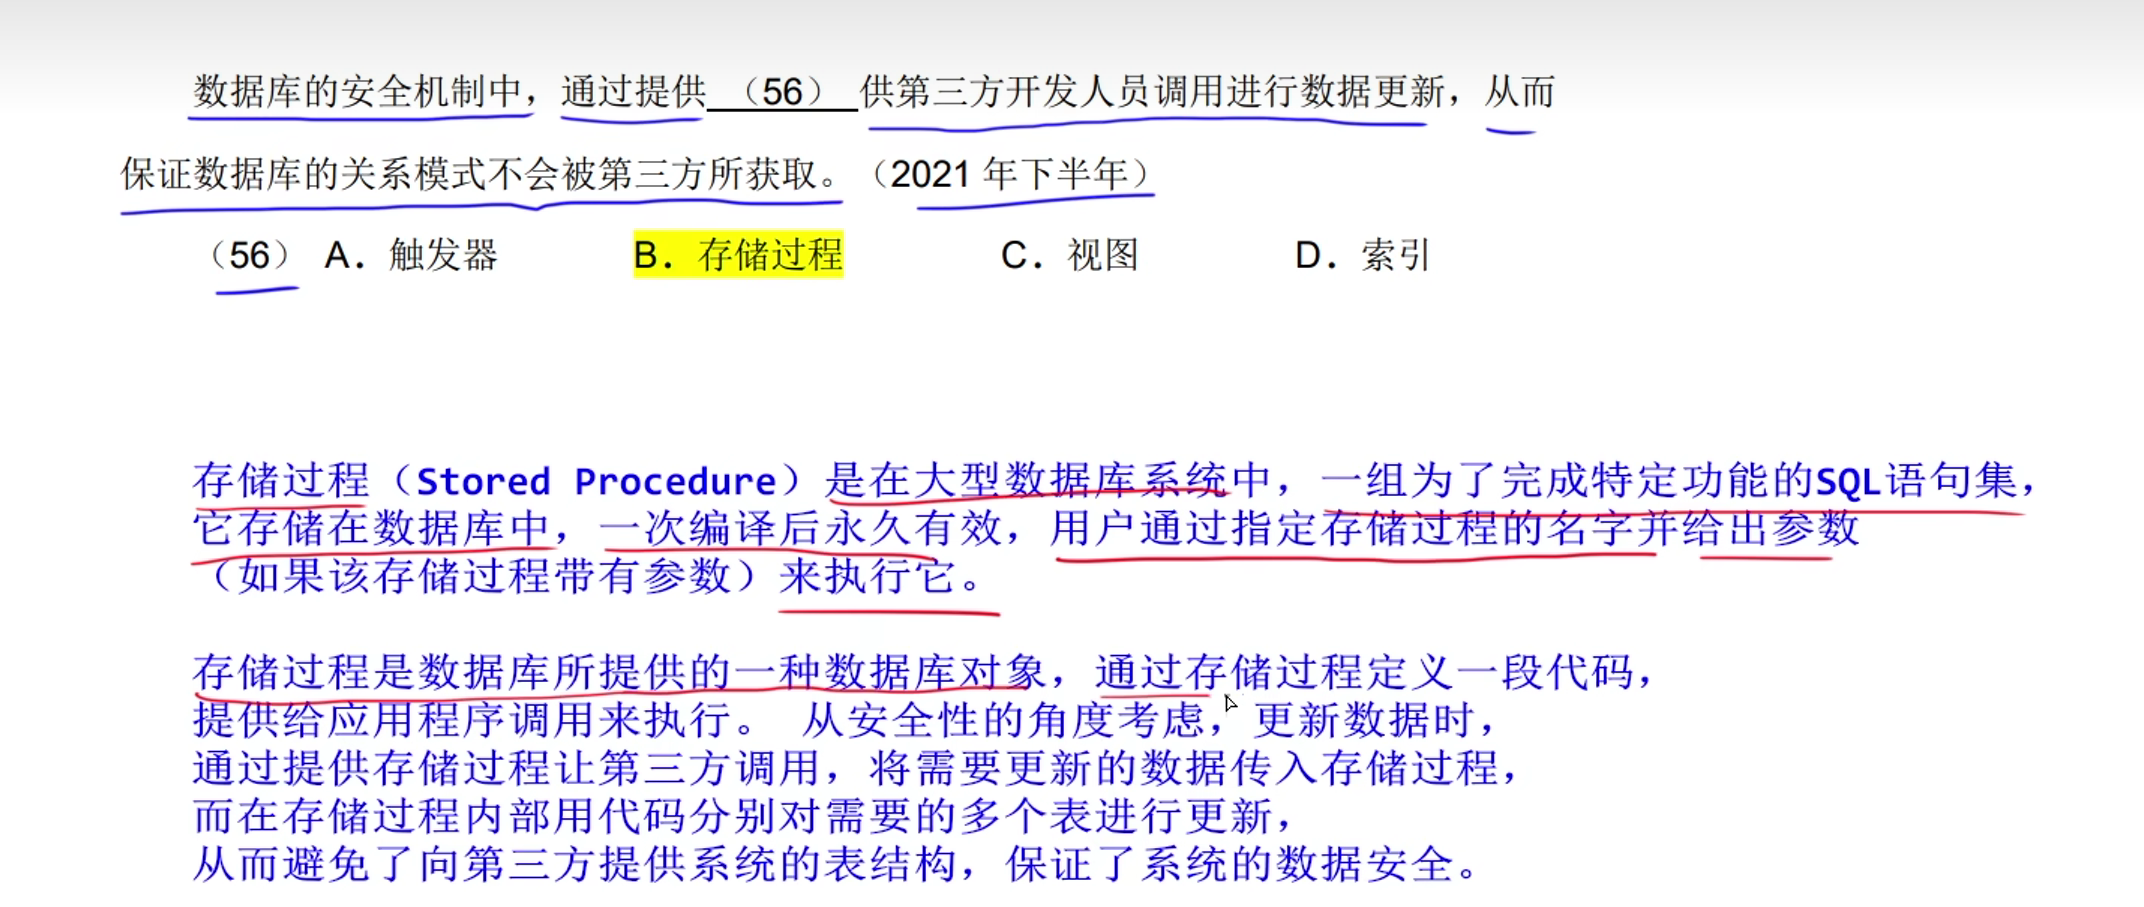 数据库的安全机制中，通过提供 （56） 供第三方开发人员调用进行数据更新，从而
保证数据库的关系模式不会被第三方所获取。（2021 年下半年）
（56） A．触发器 B．存储过程 C．视图 D．索引
存储过程（Stored Procedure）是在大型数据库系统中，一组为了完成特定功能的SQL语句集，
它存储在数据库中，一次编译后永久有效，用户通过指定存储过程的名字并给出参数
（如果该存储过程带有参数）来执行它。
存储过程是数据库所提供的一种数据库对象，通过存储过程定义一段代码，
提供给应用程序调用来执行。 从安全性的角度考虑，更新数据时，
通过提供存储过程让第三方调用，将需要更新的数据传入存储过程，
而在存储过程内部用代码分别对需要的多个表进行更新，
从而避免了向第三方提供系统的表结构，保证了系统的数据安全。